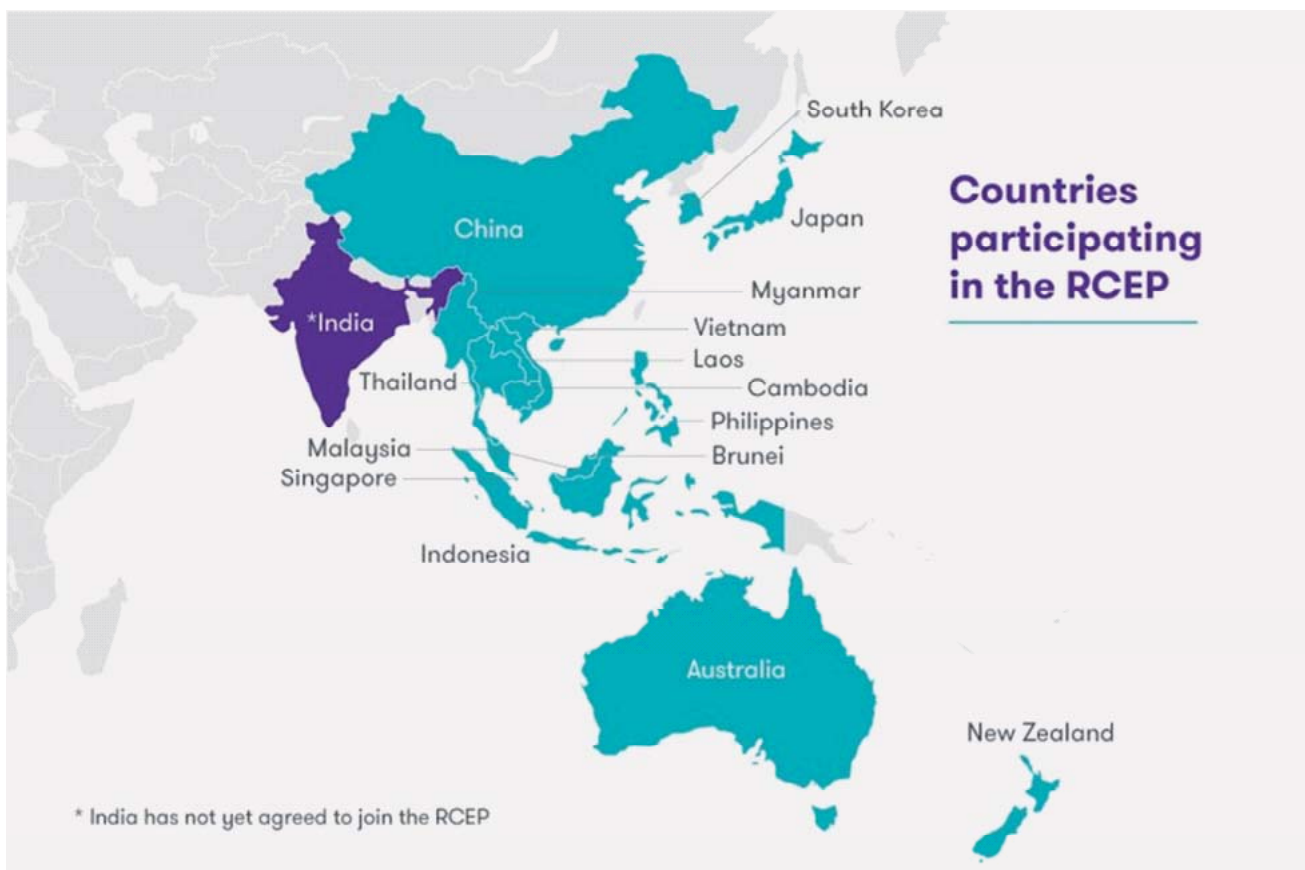 South Korea
Countries
participating
in the RCEP
Japan
China
Myanmar
*India
Vietnam
Laos
Thailand
Cambodia
Philippines
Malaysia
Brunei
Singapore
Indonesia
Australia
New Zealand
* India has not yet agreed to join the RCEP